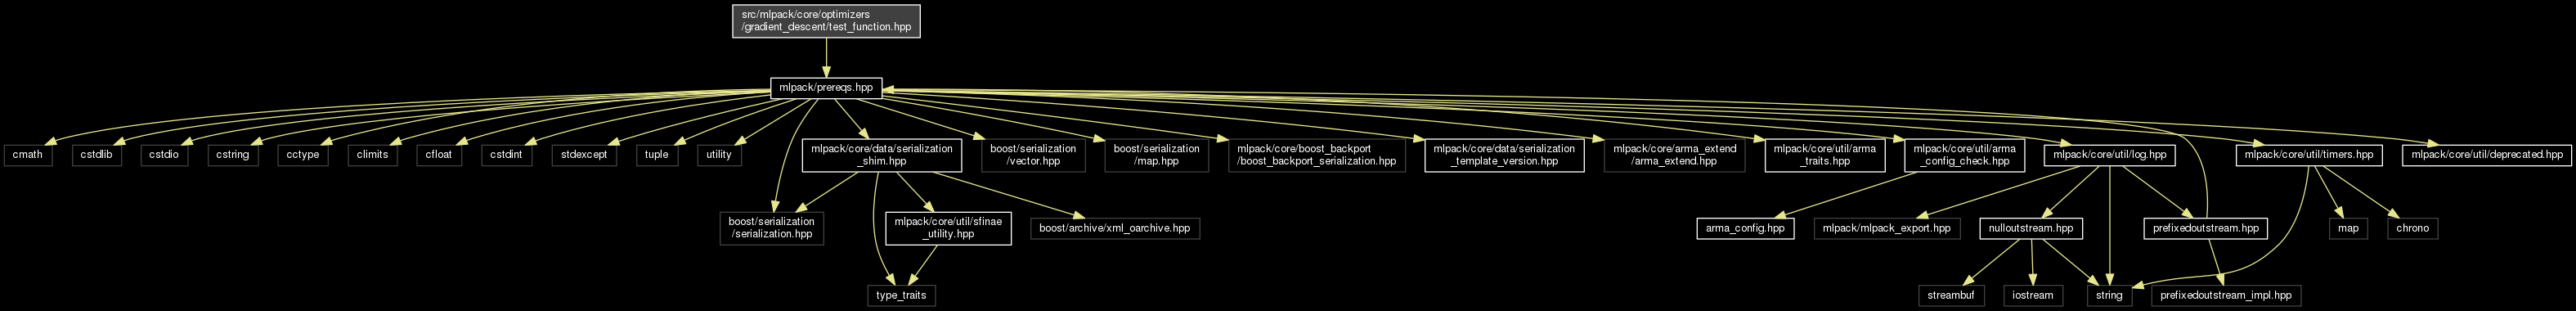 src/mlpack/core/optimizers
/gradient_descent/test_function.hpp
mlpack/prereqs.hpp
cmath
cstdlib
cstdio
cstring
cctype
climits
cfloat
cstdint
stdexcept
tuple
utility
mlpack/core/data/serialization
_shim.hpp
boost/serialization
/vector.hpp
boost/serialization
/map.hpp
mlpack/core/boost_backport
/boost_backport_serialization.hpp
mlpack/core/data/serialization
_template_version.hpp
mlpack/core/arma_extend
/arma_extend.hpp
mlpack/core/util/arma
_traits.hpp
mlpack/core/util/arma
_config_check.hpp
mlpack/core/util/log.hpp
mlpack/core/util/timers.hpp
mlpack/core/util/deprecated.hpp
boost/serialization
/serialization.hpp
mlpack/core/util/sfinae
_utility.hpp
boost/archive/xml_oarchive.hpp
arma_config.hpp
mlpack/mlpack_export.hpp
nulloutstream.hpp
prefixedoutstream.hpp
map
chrono
type_traits
streambuf
iostream
string
prefixedoutstream_impl.hpp